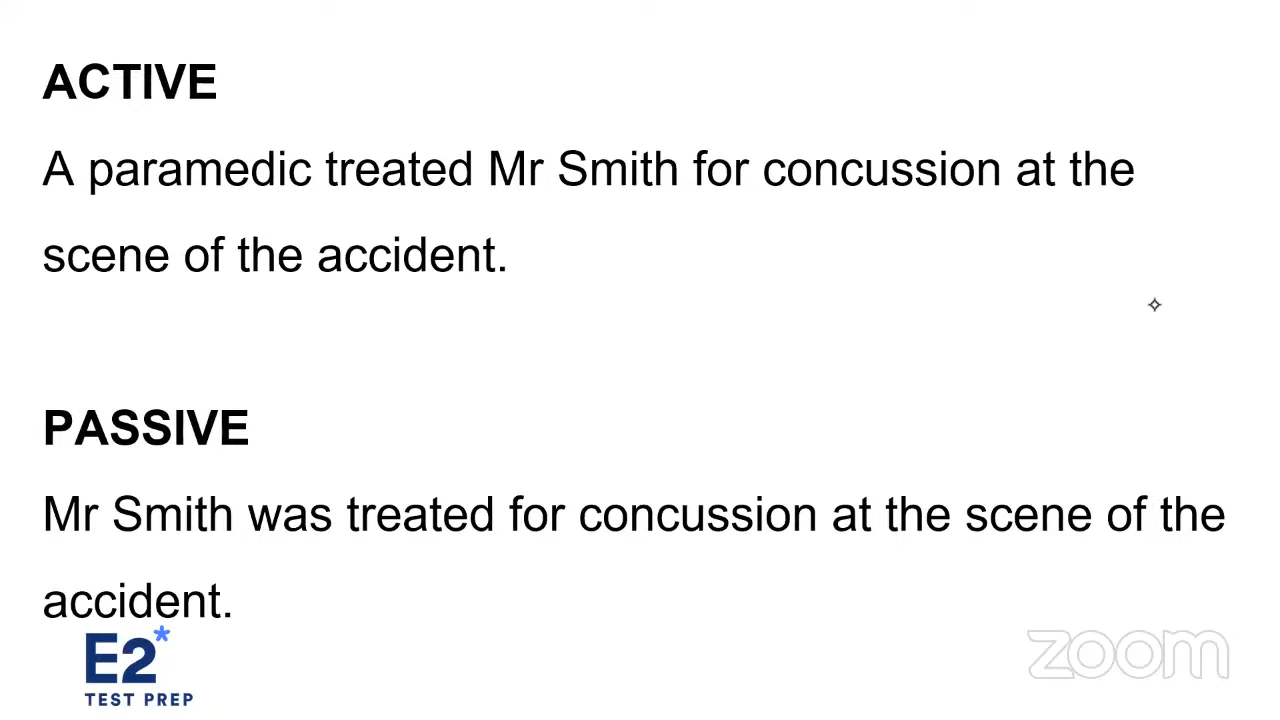 ACTIVE
A paramedic treated Mr Smith for concussion at the
scene of the accident.
PASSIVE
Mr Smith was treated for concussion at the scene of the
accident.
E2*
TEST PREP
zoom